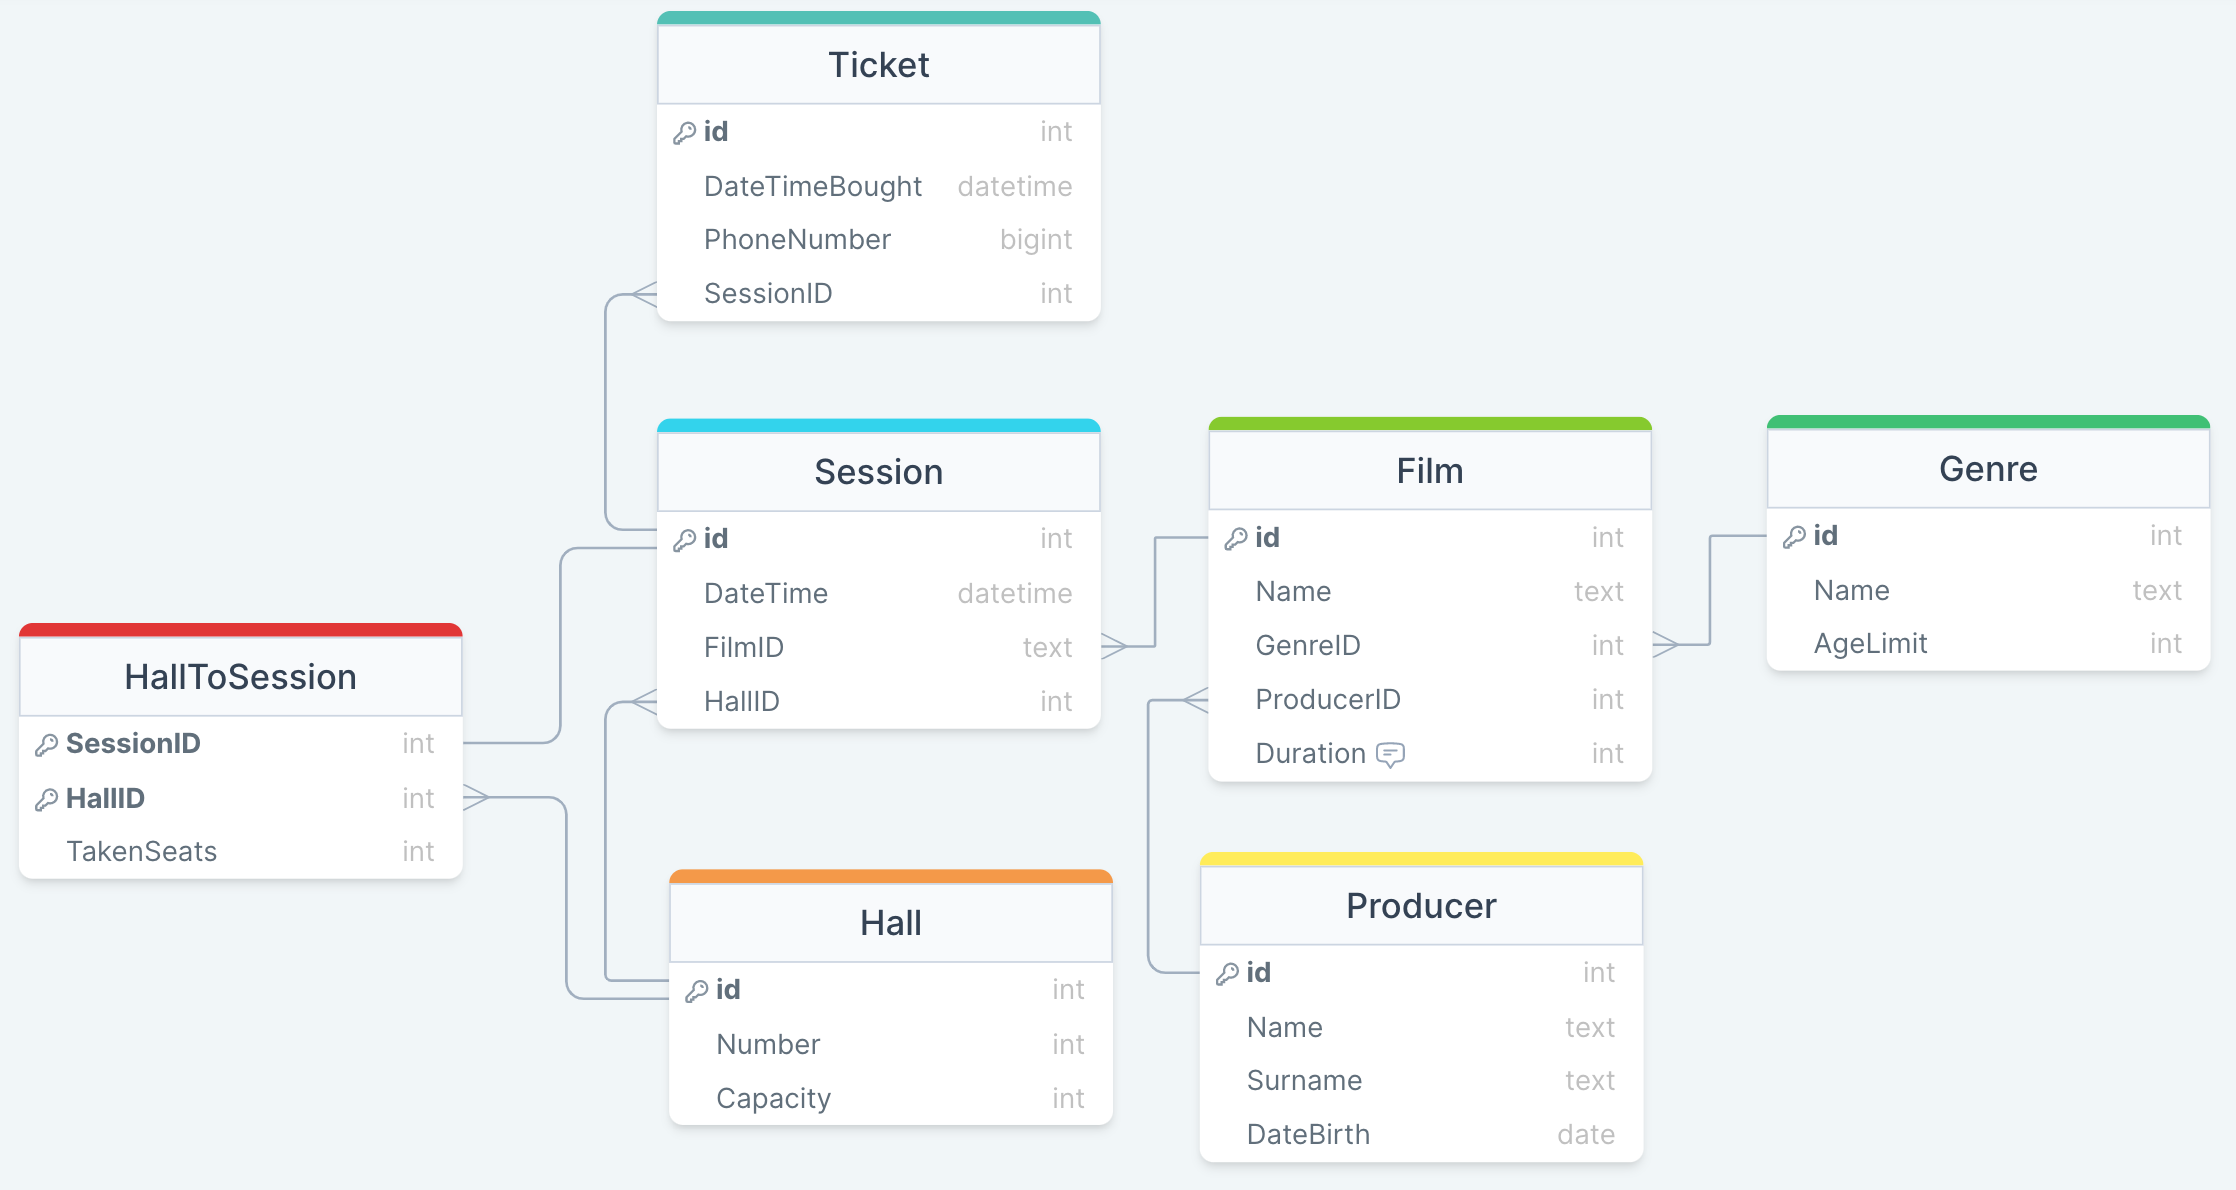 Ticket
id int
DateTimeBought datetime
PhoneNumber bigint
SessionID int
Session
id int
DateTime datetime
FilmID text
HallID int
Film
id int
Name text
GenreID int
ProducerID int
Duration int
Genre
id int
Name text
AgeLimit int
HallToSession
SessionID int
HallID int
TakenSeats int
Hall
id int
Number int
Capacity int
Producer
id int
Name text
Surname text
DateBirth date